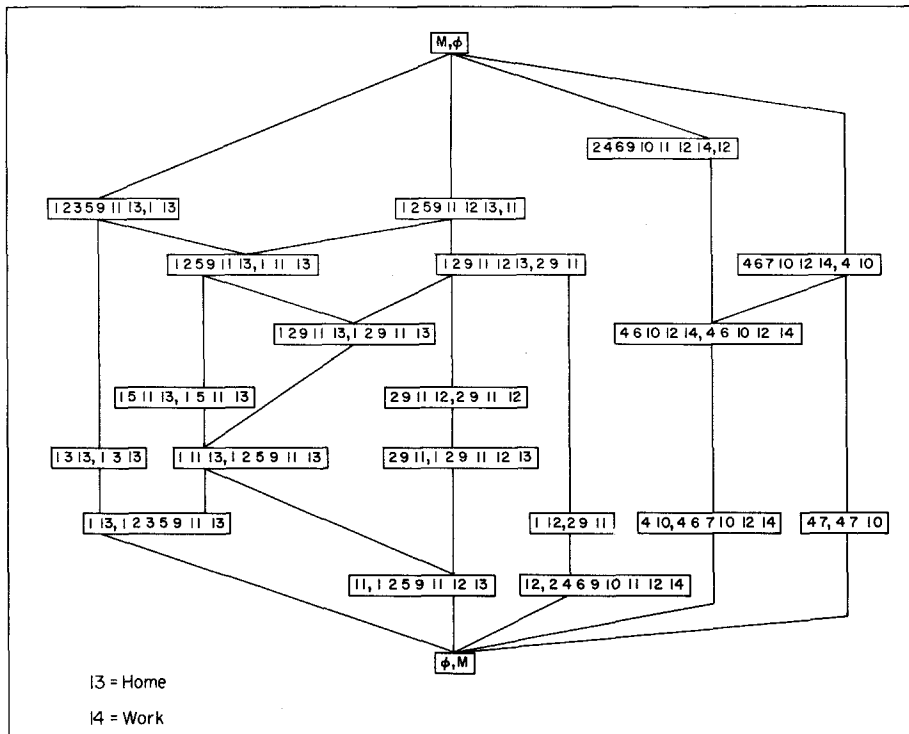 M,ϕ
2 4 6 9 10 11 12 14,12
1 2 3 5 9 11 13,1 13
1 2 5 9 11 12 13,11
1 2 5 9 11 13,1 11 13
1 2 9 11 12 13,2 9 11
4 6 7 10 12 14, 4 10
1 2 9 11 13,1 2 9 11 13
4 6 10 12 14,4 6 10 12 14
1 5 11 13, 1 5 11 13
2 9 11 12,2 9 11 12
1 3 13, 1 3 13
1 11 13,1 2 5 9 11 13
2 9 11,1 2 9 11 12 13
1 13,1 2 3 5 9 11 13
1 12,2 9 11
4 10,4 6 7 10 12 14
4 7, 4 7 10
11, 1 2 5 9 11 12 13
12, 2 4 6 9 10 11 12 14
ϕ,M
13 = Home
14 = Work